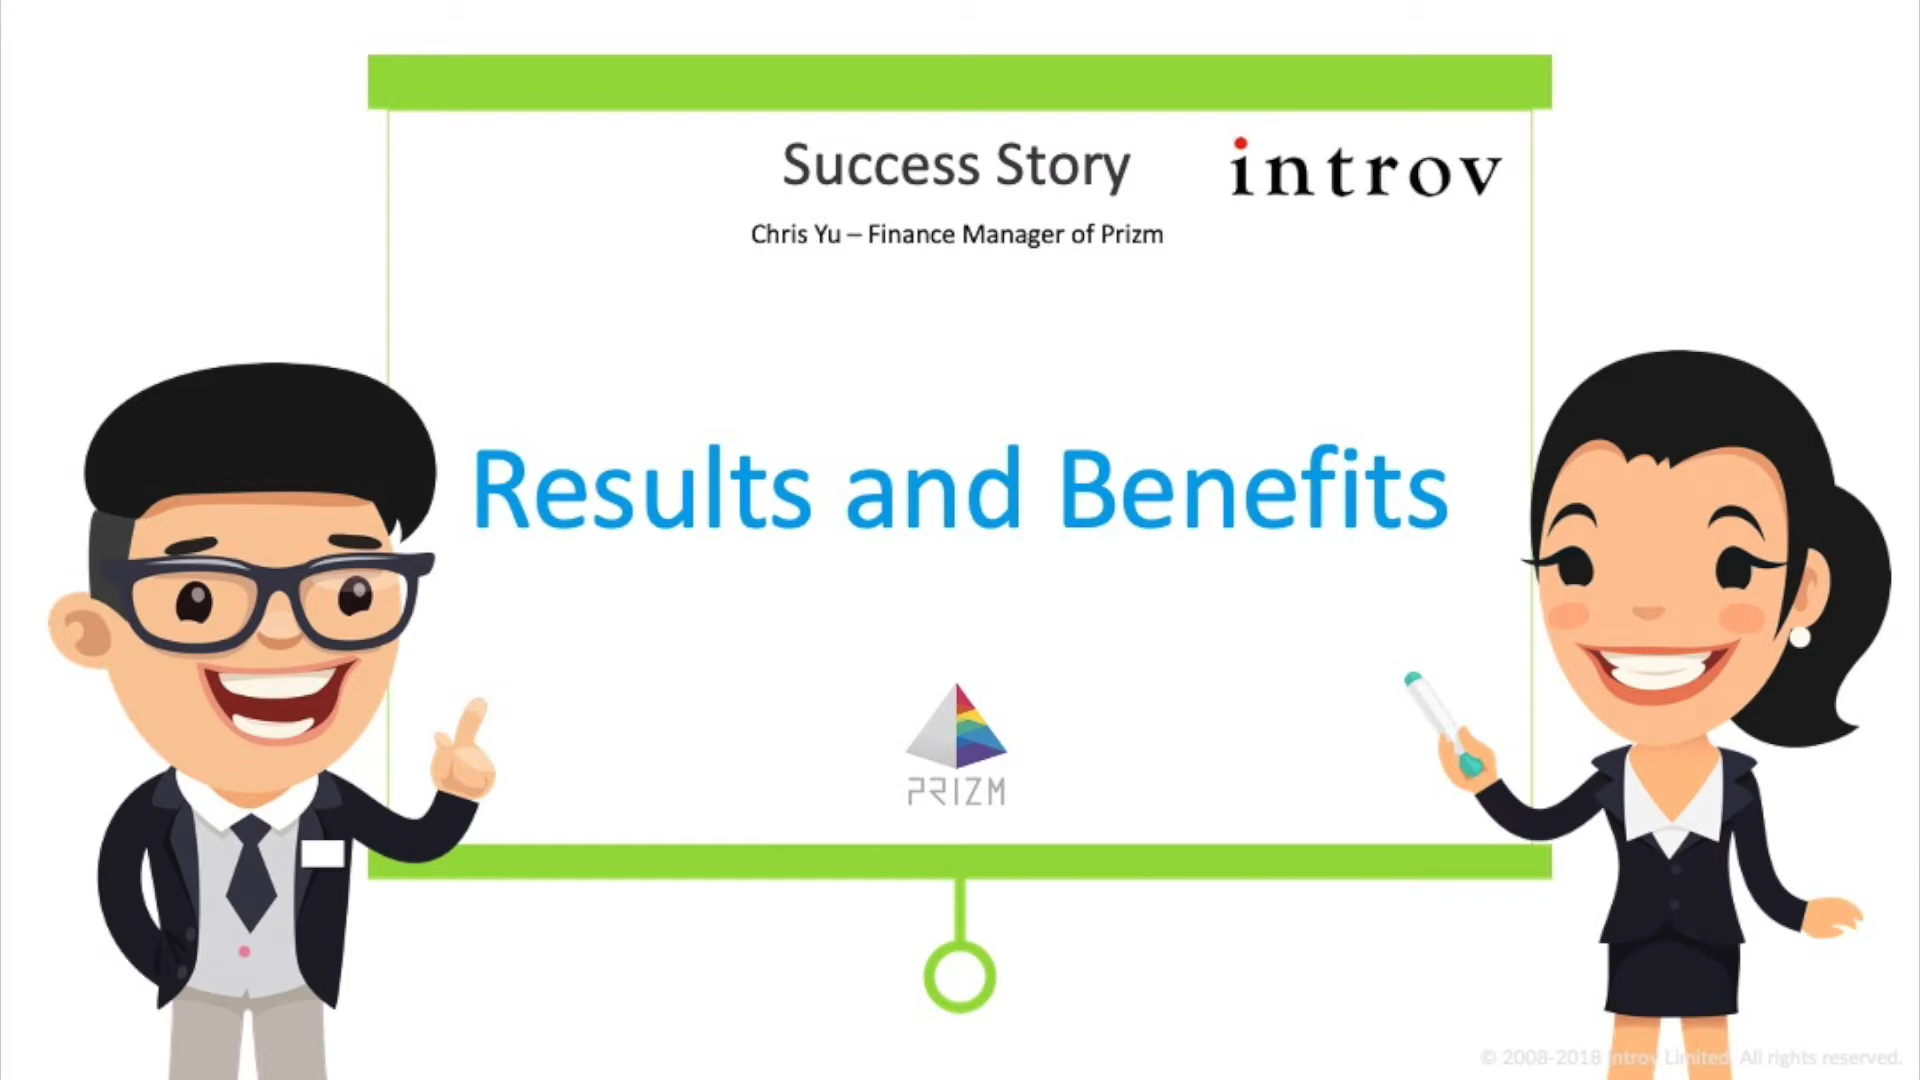 Success Story
introv
Chris Yu – Finance Manager of Prizm
Results and Benefits
PRIZM
© 2008-2018 Introv Limited. All rights reserved.